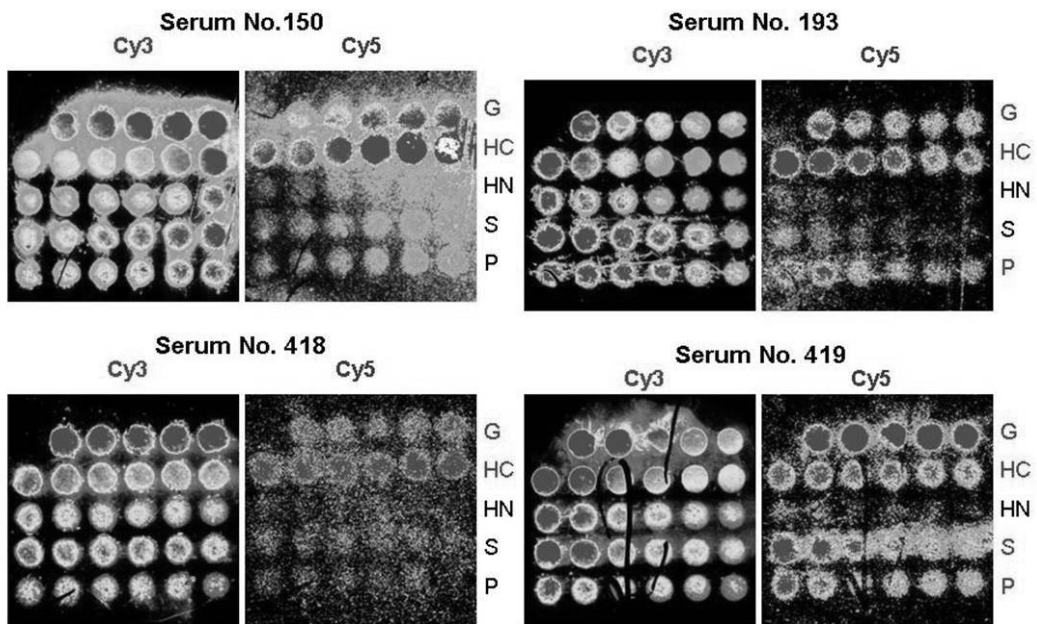 Serum No.150
Cy3 Cy5
G
HC
HN
S
P
Serum No. 193
Cy3 Cy5
G
HC
HN
S
P
Serum No. 418
Cy3 Cy5
G
HC
HN
S
P
Serum No. 419
Cy3 Cy5
G
HC
HN
S
P